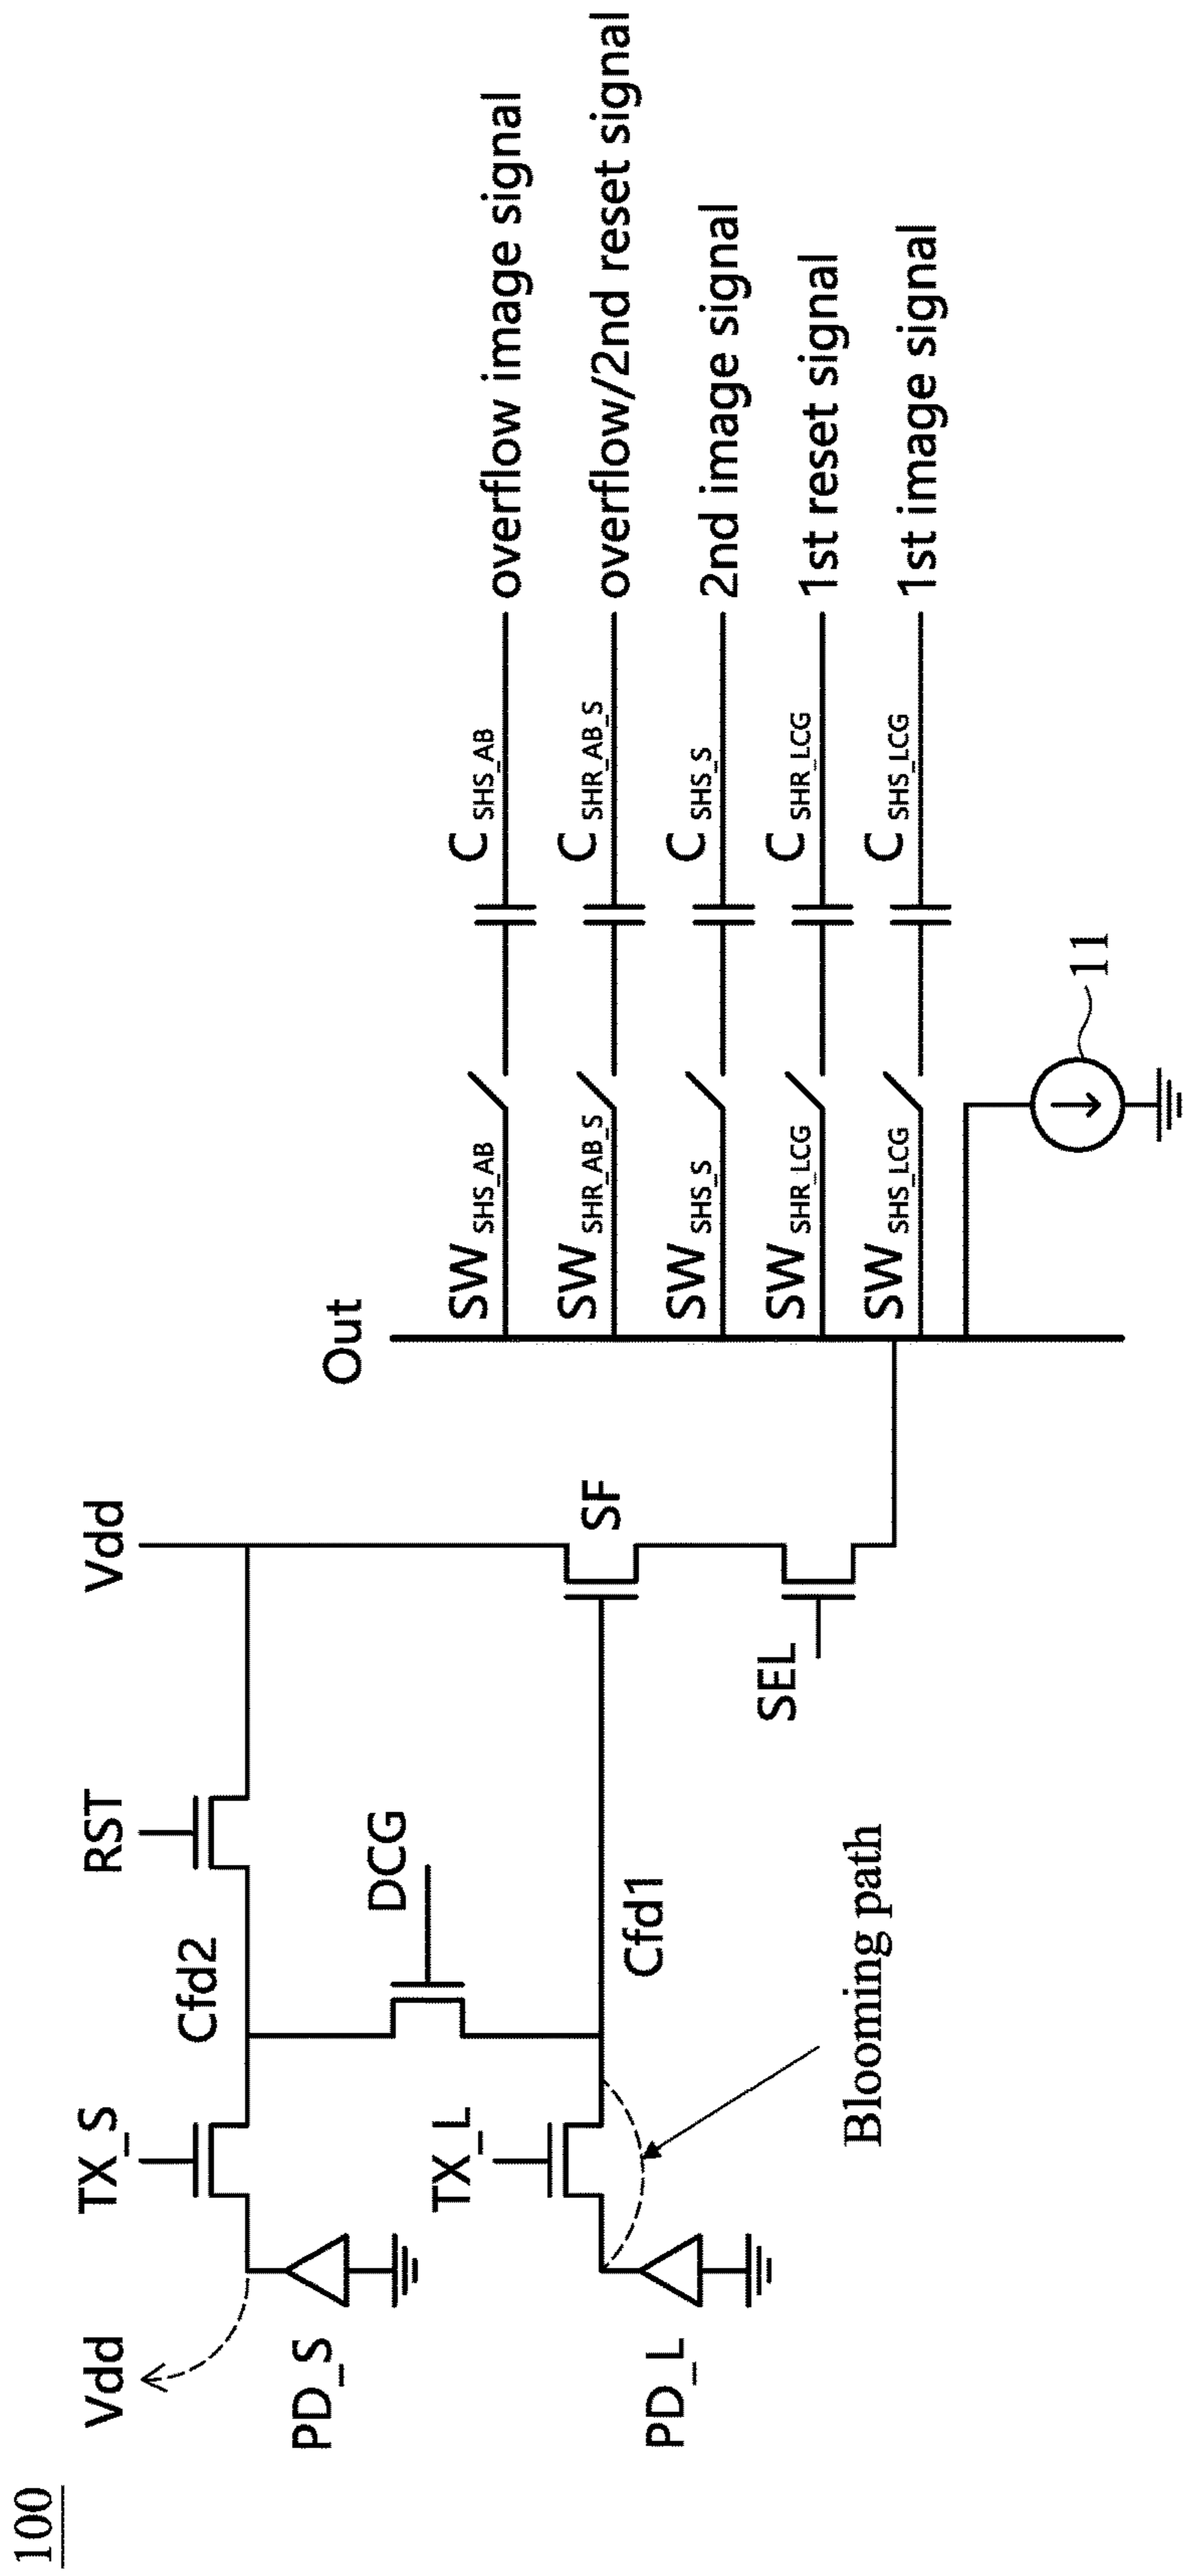 100
Vdd
TX_S
RST
Vdd
Cfd2
PD_S
Out
DCG
TX_L
SW SHS_AB
C SHS_AB
overflow image signal
SF
SW SHR_AB_S
C SHR_AB_S
overflow/2nd reset signal
Cfd1
PD_L
SW SHS_S
C SHS_S
2nd image signal
SEL
SW SHR_LCG
C SHR_LCG
1st reset signal
Blooming path
SW SHS_LCG
C SHS_LCG
1st image signal
11